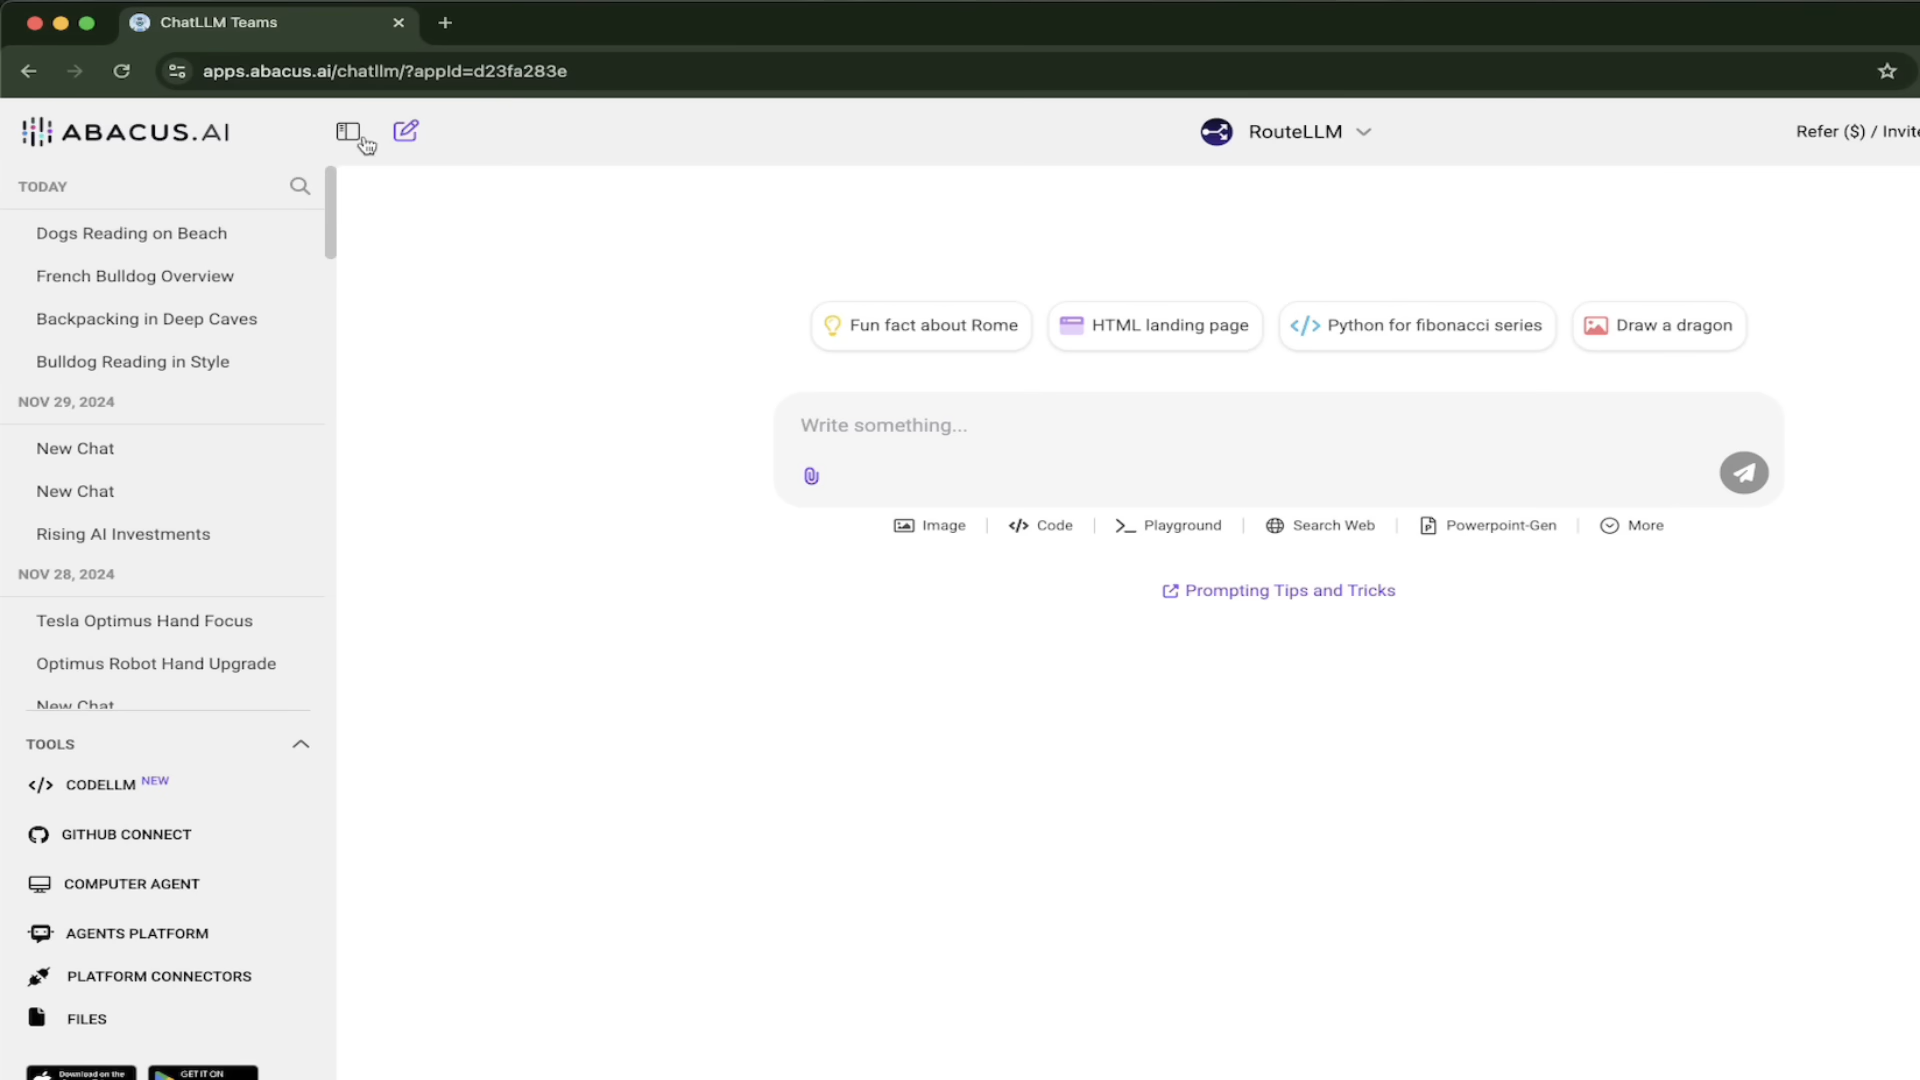 ChatLLM Teams
apps.abacus.ai/chatllm/?appId=d23fa283e
ABACUS.AI
RouteLLM
Refer ($) / Invite
TODAY
Dogs Reading on Beach
French Bulldog Overview
Backpacking in Deep Caves
Bulldog Reading in Style
NOV 29, 2024
New Chat
New Chat
Rising AI Investments
NOV 28, 2024
Tesla Optimus Hand Focus
Optimus Robot Hand Upgrade
New Chat
TOOLS
</> CODELLM NEW
GITHUB CONNECT
COMPUTER AGENT
AGENTS PLATFORM
PLATFORM CONNECTORS
FILES
Download on the
GET IT ON
Fun fact about Rome
HTML landing page
</> Python for fibonacci series
Draw a dragon
Write something...
Image
</> Code
>_ Playground
Search Web
Powerpoint-Gen
More
Prompting Tips and Tricks